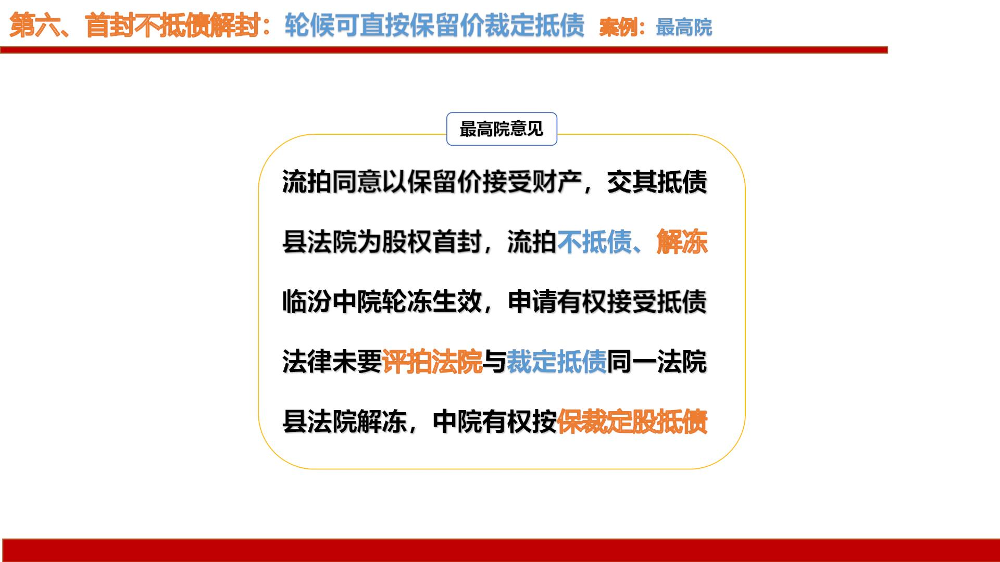 第六、首封不抵债解封：轮候可直按保留价裁定抵债 案例：最高院
最高院意见
流拍同意以保留价接受财产，交其抵债
县法院为股权首封，流拍不抵债、解冻
临汾中院轮冻生效，申请有权接受抵债
法律未要评拍法院与裁定抵债同一法院
县法院解冻，中院有权按保裁定股抵债